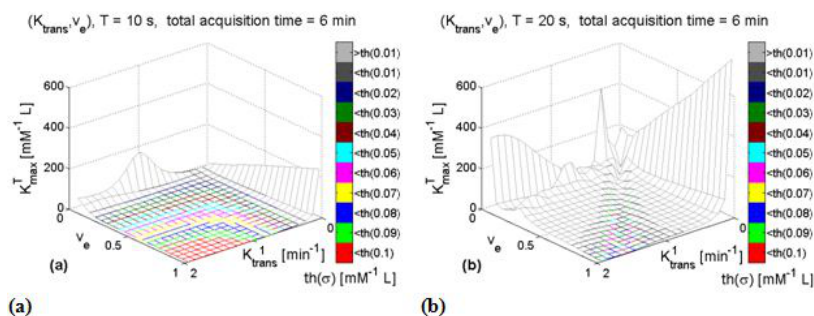 (K_trans,v_e), T = 10 s, total acquisition time = 6 min
K^T_max [mM^-1 L]
600
400
200
0
0
0.5
1
v_e
2
1
0
K_trans [min^-1]
(a)
>th(0.01)
<th(0.01)
<th(0.02)
<th(0.03)
<th(0.04)
<th(0.05)
<th(0.06)
<th(0.07)
<th(0.08)
<th(0.09)
<th(0.1)
th(σ) [mM^-1 L]
(a)
(K_trans,v_e), T = 20 s, total acquisition time = 6 min
K^T_max [mM^-1 L]
600
400
200
0
0
0.5
1
v_e
2
1
0
K_trans [min^-1]
(b)
>th(0.01)
<th(0.01)
<th(0.02)
<th(0.03)
<th(0.04)
<th(0.05)
<th(0.06)
<th(0.07)
<th(0.08)
<th(0.09)
<th(0.1)
th(σ) [mM^-1 L]
(b)